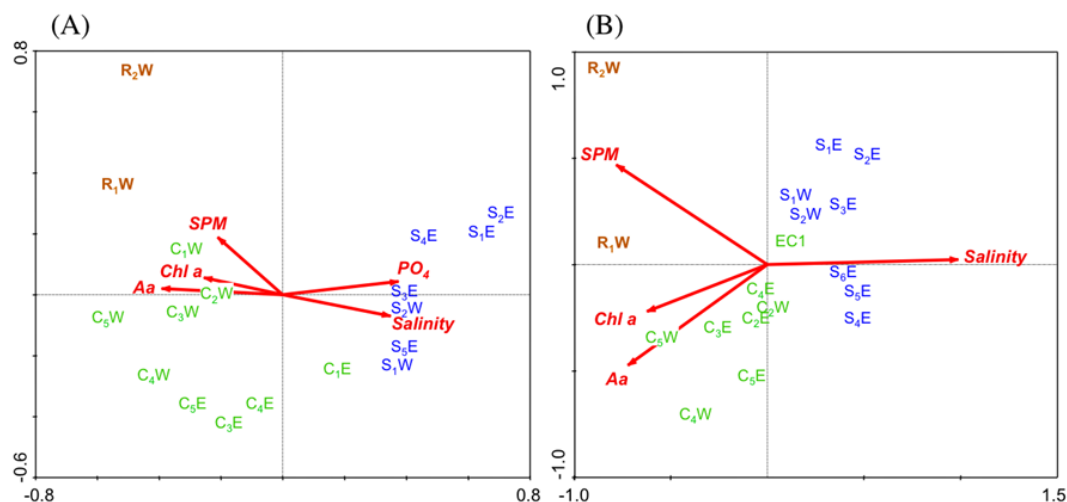 (A)
0.8
R₂W
R₁W
SPM
C₁W
Chl a
Aa
C₂W
C₅W
C₃W
C₄W
C₅E
C₄E
C₃E
C₁E
S₂E
S₁E
S₄E
PO₄
S₃E
S₂W
Salinity
S₅E
S₁W
-0.6
-0.8
0.8
(B)
1.0
R₂W
SPM
R₁W
S₁E
S₂E
S₁W
S₃E
S₂W
EC1
Salinity
S₆E
C₄E
S₅E
C₂W
C₂E
S₄E
Chl a
C₃E
C₅W
Aa
C₅E
C₄W
-1.0
-1.0
1.5